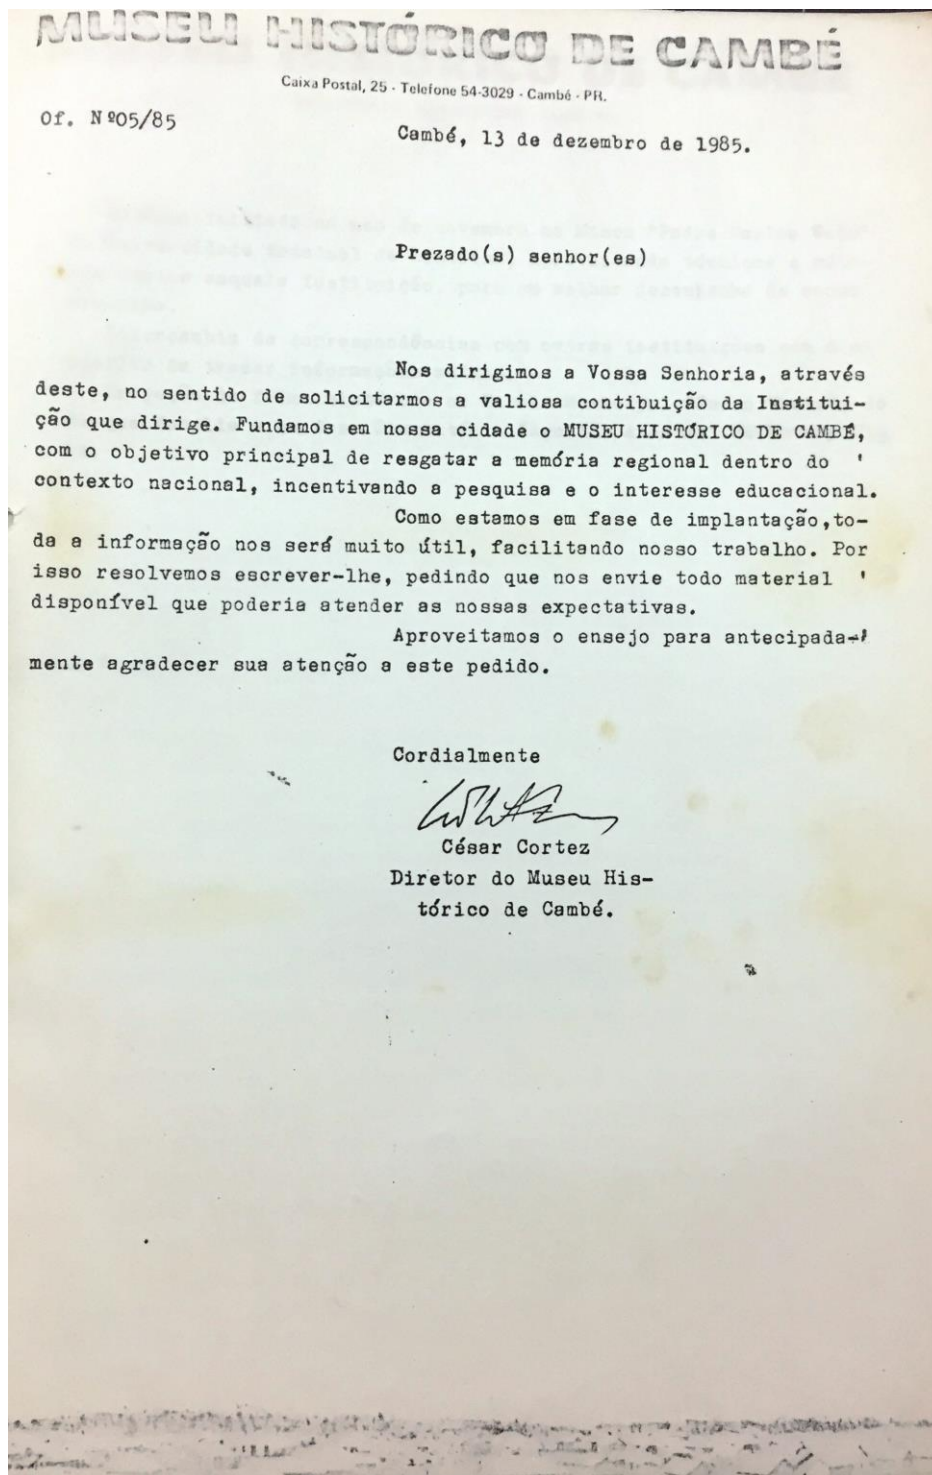 MUSEU HISTÓRICO DE CAMBÉ
Caixa Postal, 25 - Telefone 54-3029 - Cambé - PR.
Of. Nº05/85
Cambé, 13 de dezembro de 1985.
Prezado(s) senhor(es)
Nos dirigimos a Vossa Senhoria, através
deste, no sentido de solicitarmos a valiosa contibuição da Institui-
ção que dirige. Fundamos em nossa cidade o MUSEU HISTÓRICO DE CAMBÉ,
com o objetivo principal de resgatar a memória regional dentro do '
contexto nacional, incentivando a pesquisa e o interesse educacional.
Como estamos em fase de implantação,to-
da a informação nos será muito útil, facilitando nosso trabalho. Por
isso resolvemos escrever-lhe, pedindo que nos envie todo material '
disponível que poderia atender as nossas expectativas.
Aproveitamos o ensejo para antecipada-'
mente agradecer sua atenção a este pedido.
Cordialmente
César Cortez
Diretor do Museu His-
tórico de Cambé.